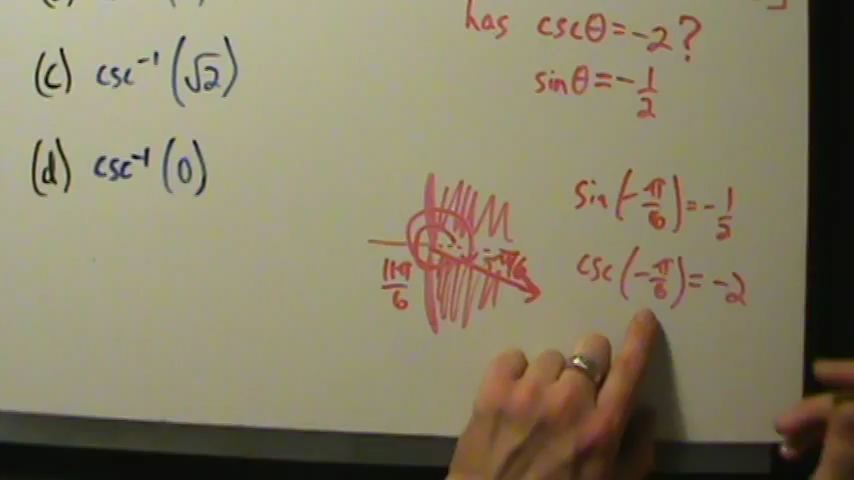 has cscθ = -2?
(c) csc⁻¹(√2)
sinθ = -1/2
(d) csc⁻¹(0)
sin(-π/6) = -1/2
csc(-π/6) = -2
11π/6